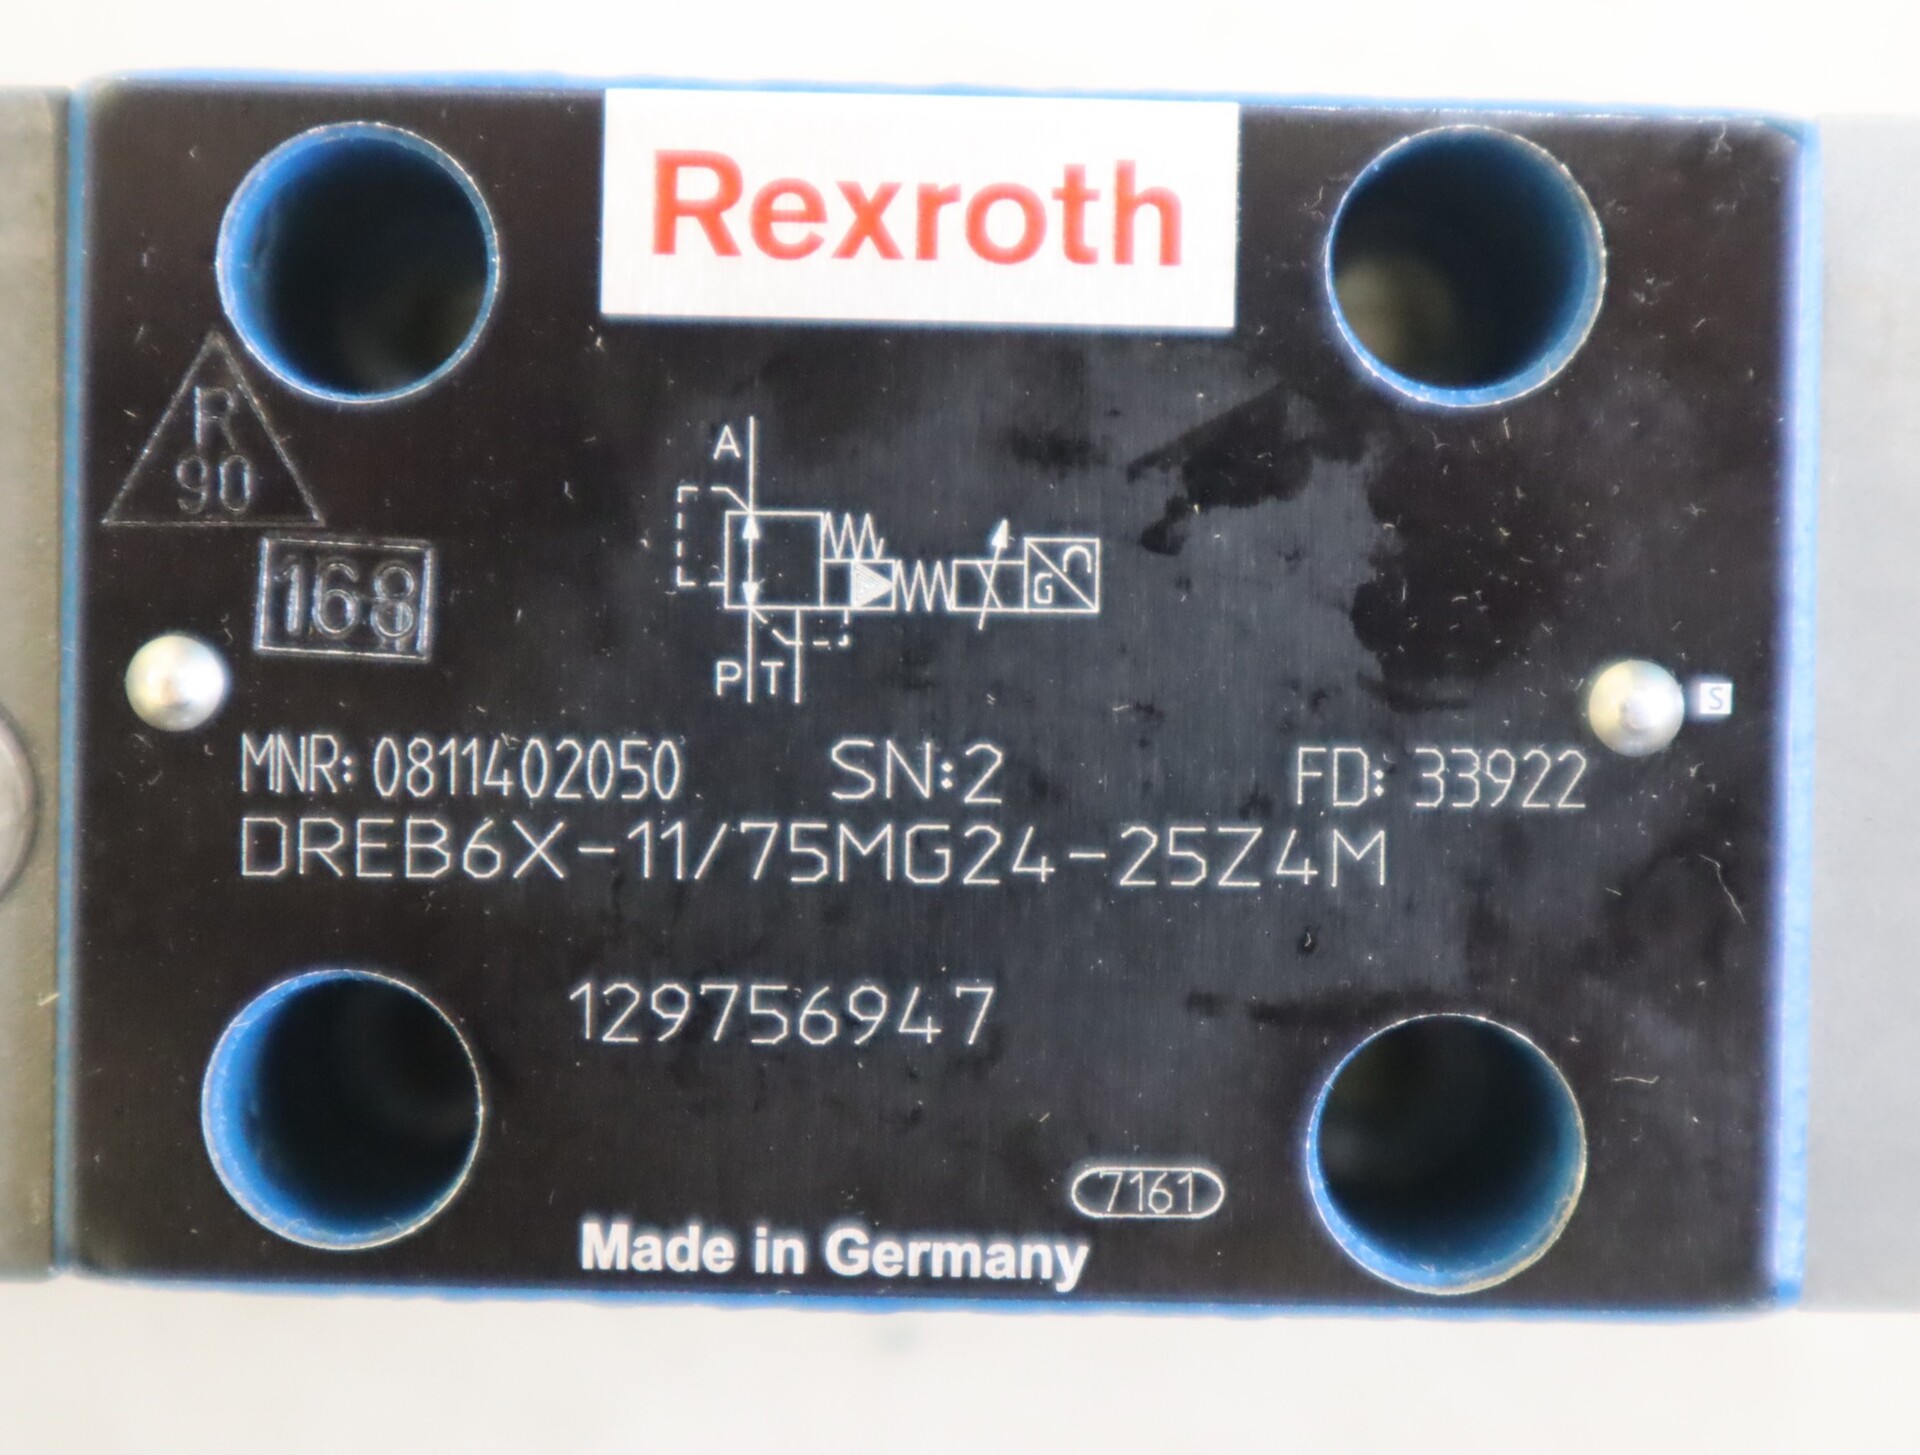 Rexroth
R
90
168
A
G
P T
S
MNR: 0811402050 SN:2 FD: 33922
DREB6X-11/75MG24-25Z4M
129756947
7161
Made in Germany